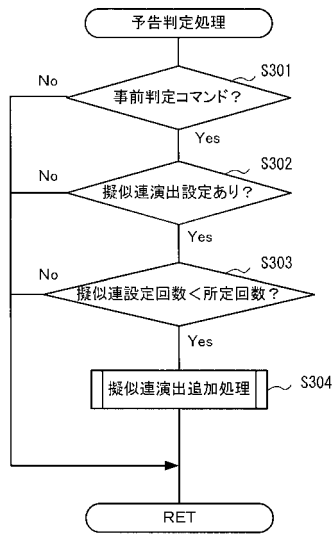 予告判定処理
S301
No
事前判定コマンド?
Yes
S302
No
擬似連演出設定あり?
Yes
S303
No
擬似連設定回数<所定回数?
Yes
擬似連演出追加処理
S304
RET